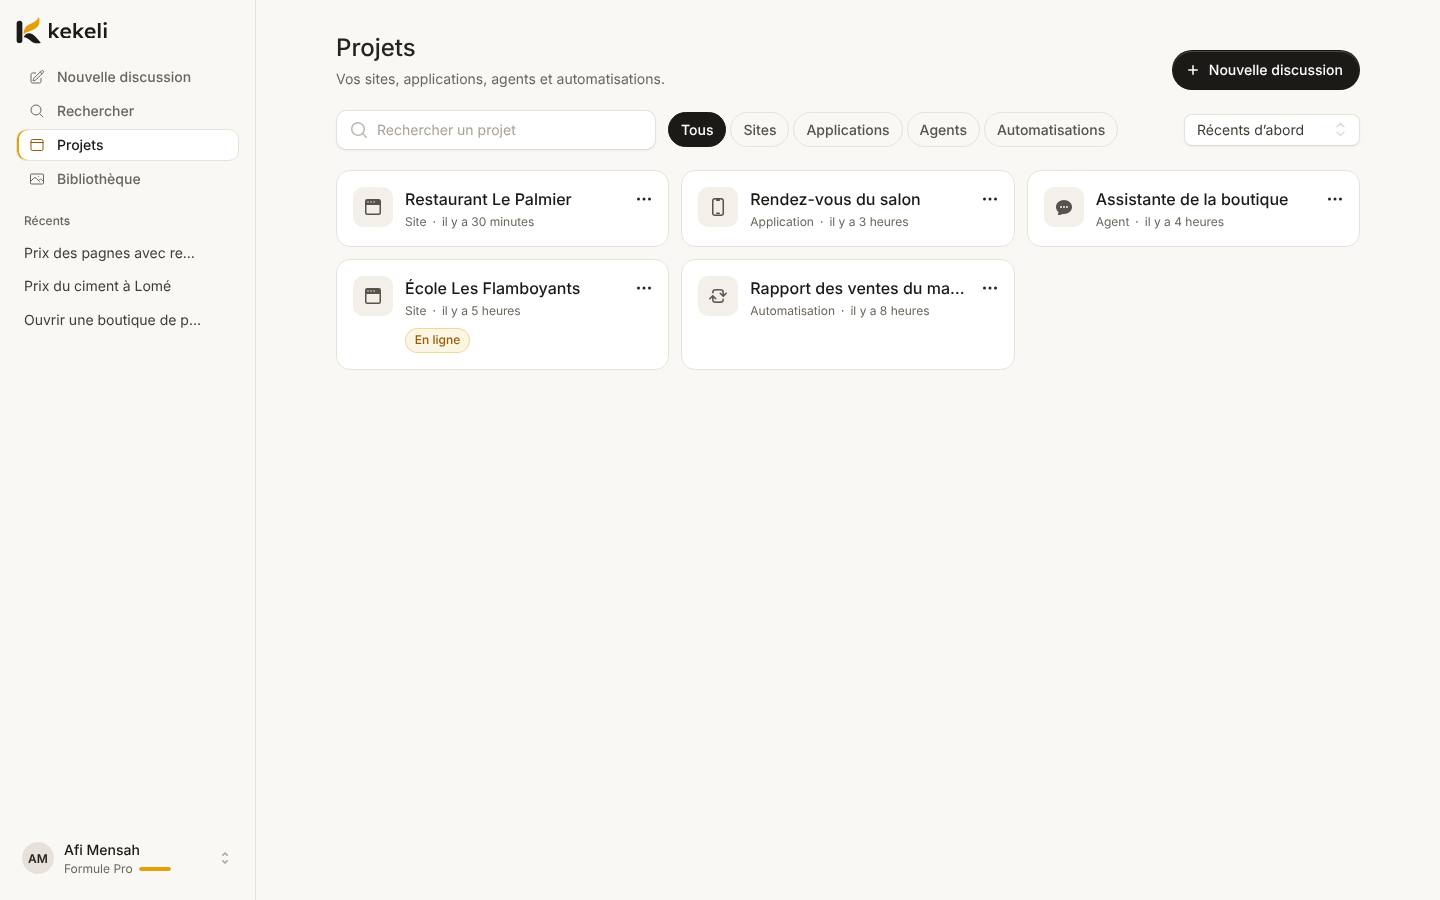 kekeli
Nouvelle discussion
Rechercher
Projets
Bibliothèque
Récents
Prix des pagnes avec re...
Prix du ciment à Lomé
Ouvrir une boutique de p...
AM
Afi Mensah
Formule Pro
Projets
Vos sites, applications, agents et automatisations.
+ Nouvelle discussion
Rechercher un projet
Tous
Sites
Applications
Agents
Automatisations
Récents d’abord
Restaurant Le Palmier
Site · il y a 30 minutes
Rendez-vous du salon
Application · il y a 3 heures
Assistante de la boutique
Agent · il y a 4 heures
École Les Flamboyants
Site · il y a 5 heures
En ligne
Rapport des ventes du ma...
Automatisation · il y a 8 heures